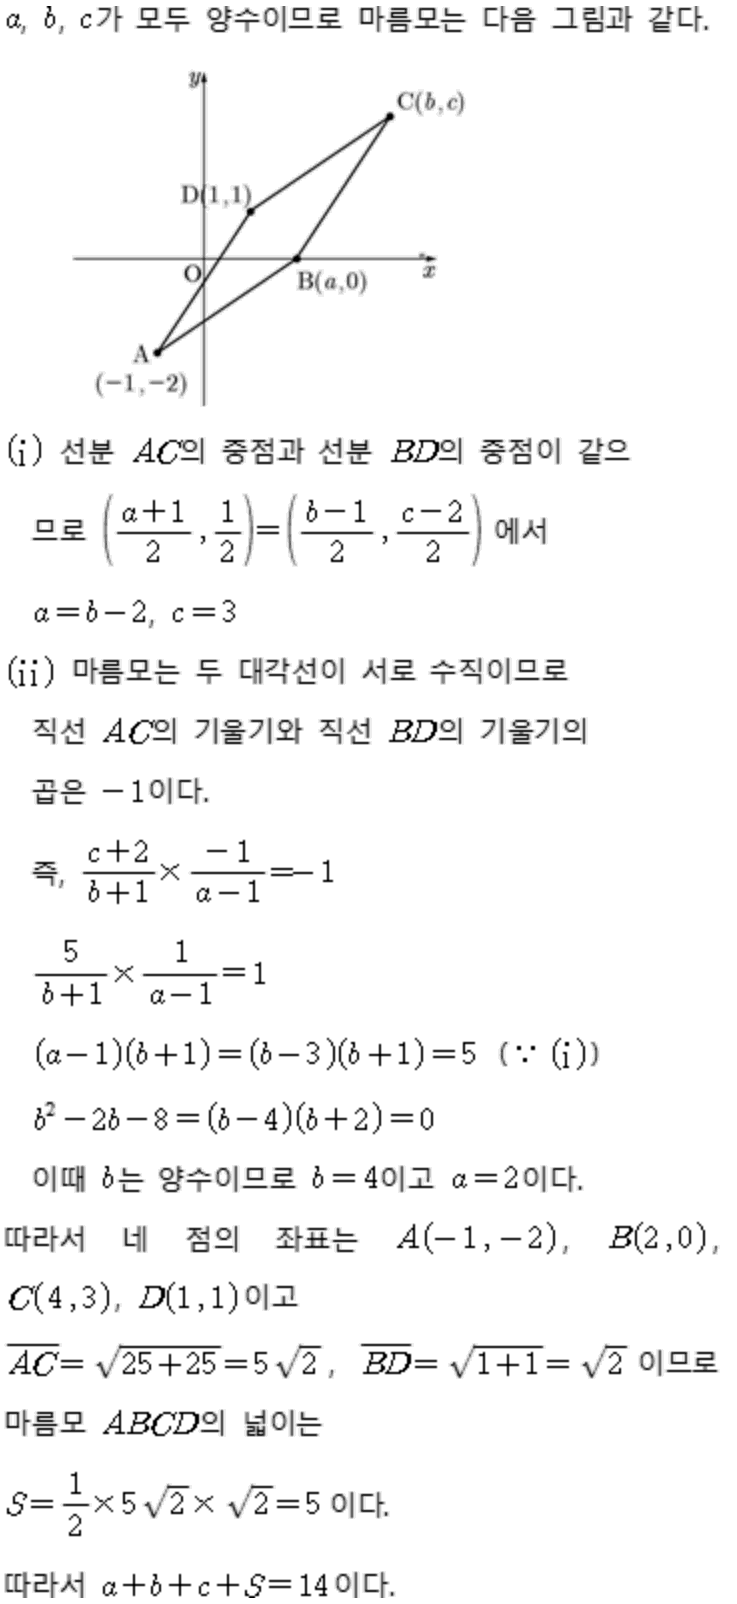 a, b, c가 모두 양수이므로 마름모는 다음 그림과 같다.
y
C(b,c)
D(1,1)
O
B(a,0)
x
A
(-1,-2)
(i) 선분 AC의 중점과 선분 BD의 중점이 같으
므로 ((a+1)/2, 1/2)=((b-1)/2, (c-2)/2) 에서
a=b-2, c=3
(ii) 마름모는 두 대각선이 서로 수직이므로
직선 AC의 기울기와 직선 BD의 기울기의
곱은 -1이다.
즉, (c+2)/(b+1)×(-1)/(a-1)=-1
5/(b+1)×1/(a-1)=1
(a-1)(b+1)=(b-3)(b+1)=5 (∵ (i))
b²-2b-8=(b-4)(b+2)=0
이때 b는 양수이므로 b=4이고 a=2이다.
따라서 네 점의 좌표는 A(-1,-2), B(2,0),
C(4,3), D(1,1)이고
AC=√(25+25)=5√2, BD=√(1+1)=√2 이므로
마름모 ABCD의 넓이는
S=1/2×5√2×√2=5 이다.
따라서 a+b+c+S=14이다.